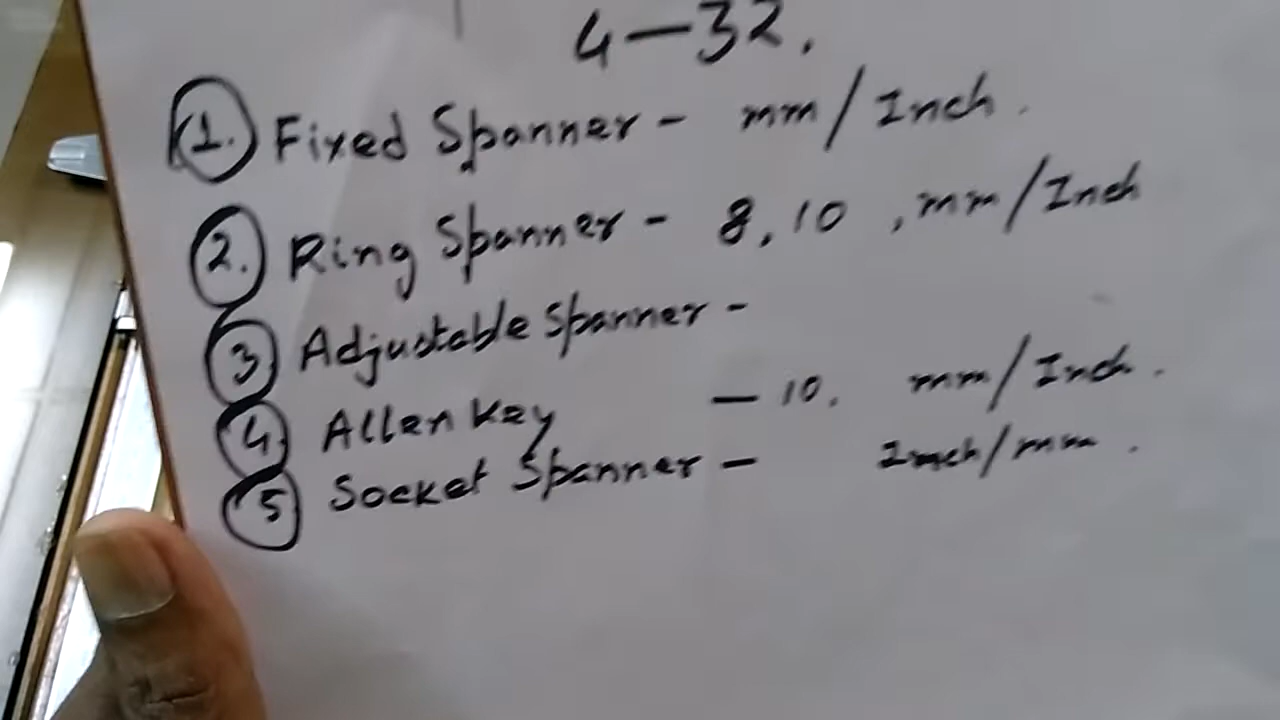 4-32.
1. Fixed Spanner - mm/Inch.
2. Ring Spanner - 8, 10, mm/Inch
3 Adjustable Spanner -
4. Allen Key - 10. mm/Inch.
5 Socket Spanner - Inch/mm.